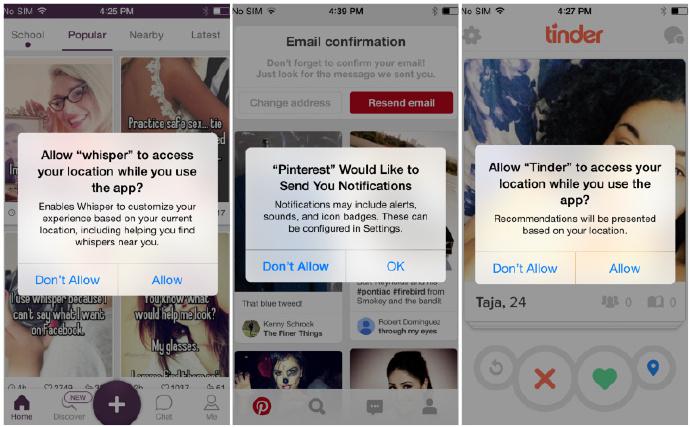 No SIM 4:25 PM
School Popular Nearby Latest
Practice safe sex... tie
Allow "whisper" to access
your location while you use
the app?
Enables Whisper to customize your
experience based on your current
location, including helping you find
whispers near you.
Don't Allow Allow
I use whisper because I
can't say what I want
on Facebook.
You know what
would help me look?
My glasses.
NEW
Home Discover + Chat Me
No SIM 4:39 PM
Email confirmation
Don't forget to confirm your email!
Just look for the message we sent you.
Change address Resend email
"Pinterest" Would Like to
Send You Notifications
Notifications may include alerts,
sounds, and icon badges. These can
be configured in Settings.
Don't Allow OK
That blue tweed!
Kenny Schrock
The Finer Things
#pontiac #firebird from
Smokey and the bandit
Robert Dominguez
through my eyes
No SIM 4:27 PM
tinder
Allow "Tinder" to access your
location while you use the
app?
Recommendations will be presented
based on your location.
Don't Allow Allow
Taja, 24 0 0